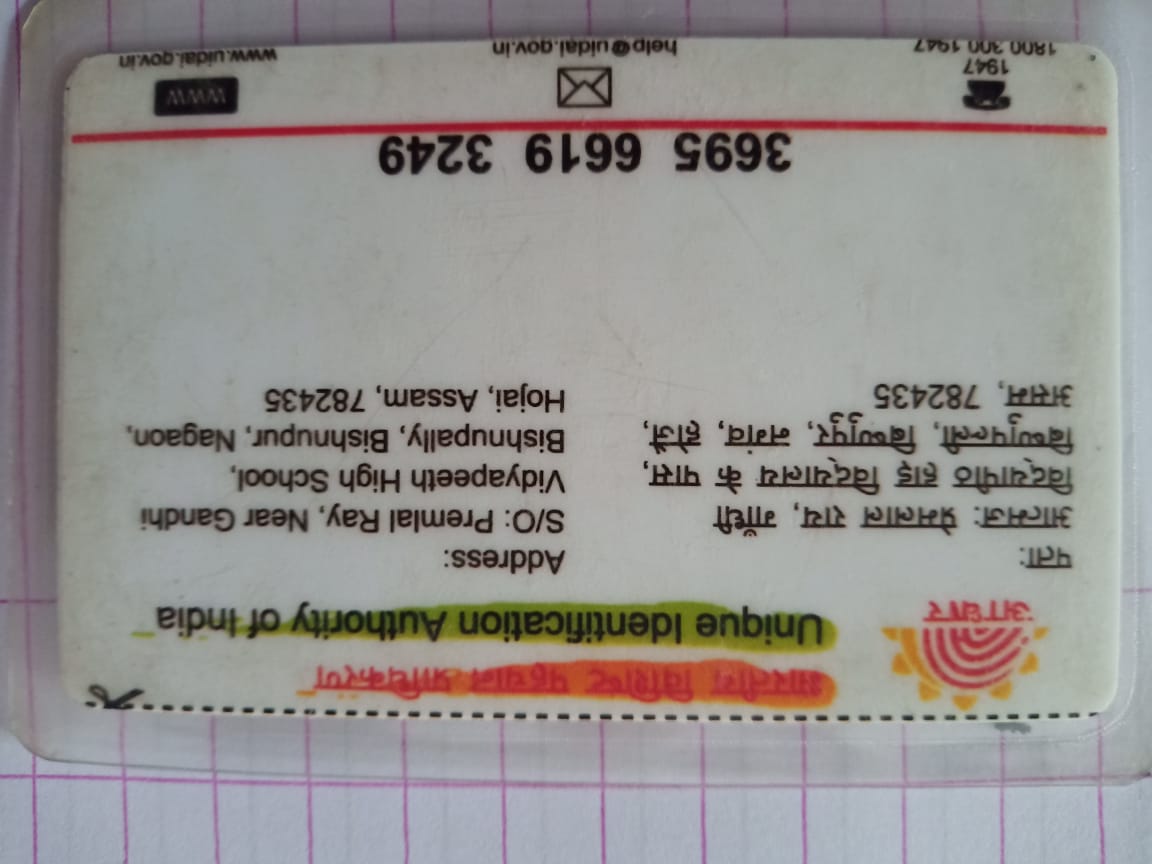 भारतीय विशिष्ट पहचान प्राधिकरण
Unique Identification Authority of India
आधार
पता:
आत्मज: प्रेमलाल राय, गाँधी
विद्यापीठ हाइ विद्यालय के पास,
बिष्णुपल्ली, बिष्णुपुर, नगांव, होजै,
असम, 782435
Address:
S/O: Premlal Ray, Near Gandhi
Vidyapeeth High School,
Bishnupally, Bishnupur, Nagaon,
Hojai, Assam, 782435
3695 6619 3249
1947
1800 300 1947
help@uidai.gov.in
WWW
www.uidai.gov.in